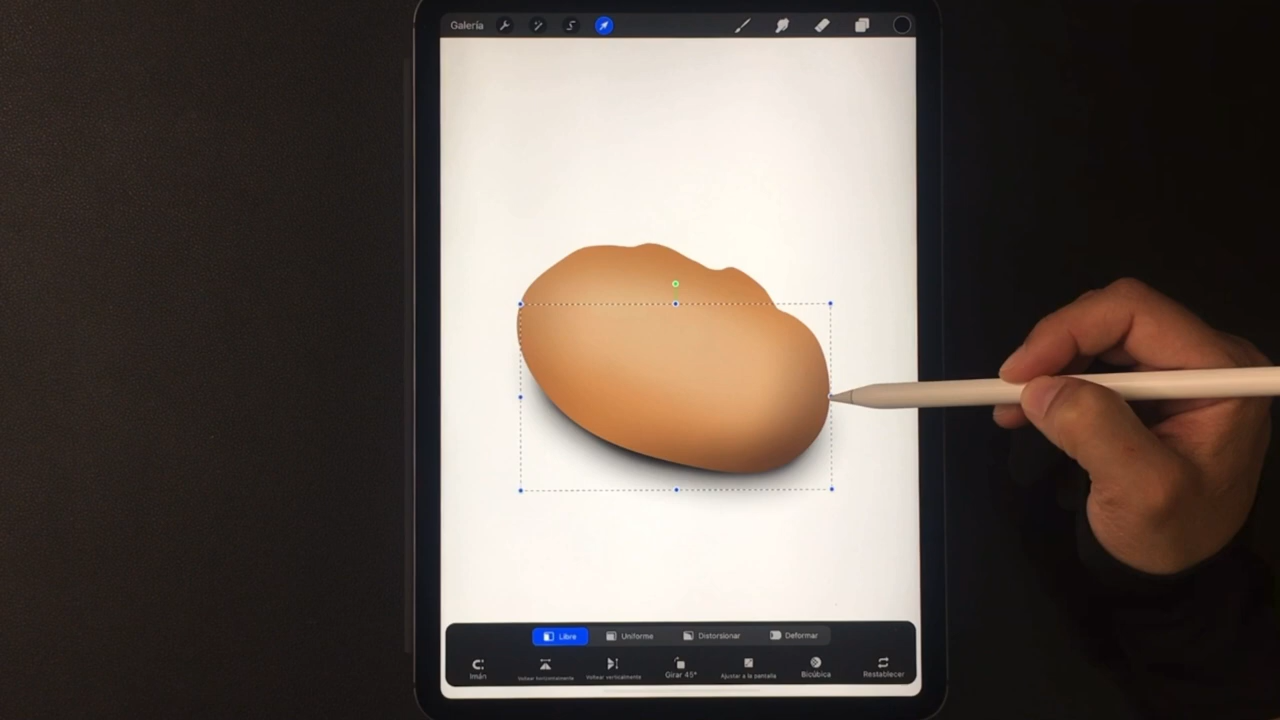 Galería
Libre Uniforme Distorsionar Deformar
Imán Voltear horizontalmente Voltear verticalmente Girar 45° Ajustar a la pantalla Bicúbica Restablecer